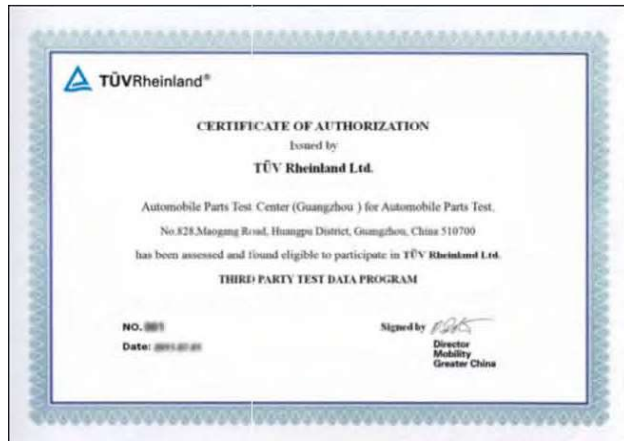 TÜVRheinland®
CERTIFICATE OF AUTHORIZATION
Issued by
TÜV Rheinland Ltd.
Automobile Parts Test Center (Guangzhou ) for Automobile Parts Test.
No.828,Maogang Road, Huangpu District, Guangzhou, China 510700
has been assessed and found eligible to participate in TÜV Rheinland Ltd.
THIRD PARTY TEST DATA PROGRAM
NO.
Date:
Signed by
Director
Mobility
Greater China